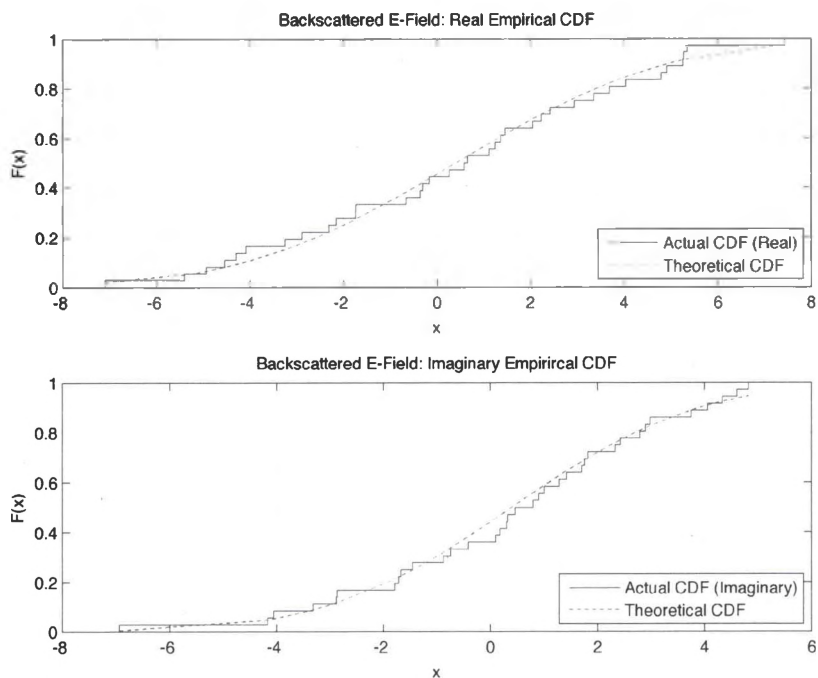 Backscattered E-Field: Real Empirical CDF
1
0.8
0.6
0.4
0.2
0
F(x)
-8
-6
-4
-2
0
2
4
6
8
x
Actual CDF (Real)
Theoretical CDF
Backscattered E-Field: Imaginary Empirircal CDF
1
0.8
0.6
0.4
0.2
0
F(x)
-8
-6
-4
-2
0
2
4
6
x
Actual CDF (Imaginary)
Theoretical CDF